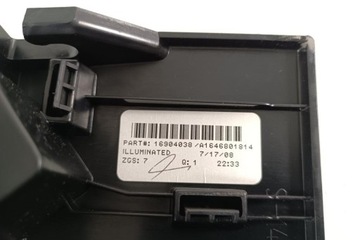 PART#: 16904038/A1646801814
ILLUMINATED 7/17/08
ZGS: 7 Q: 1 22:33